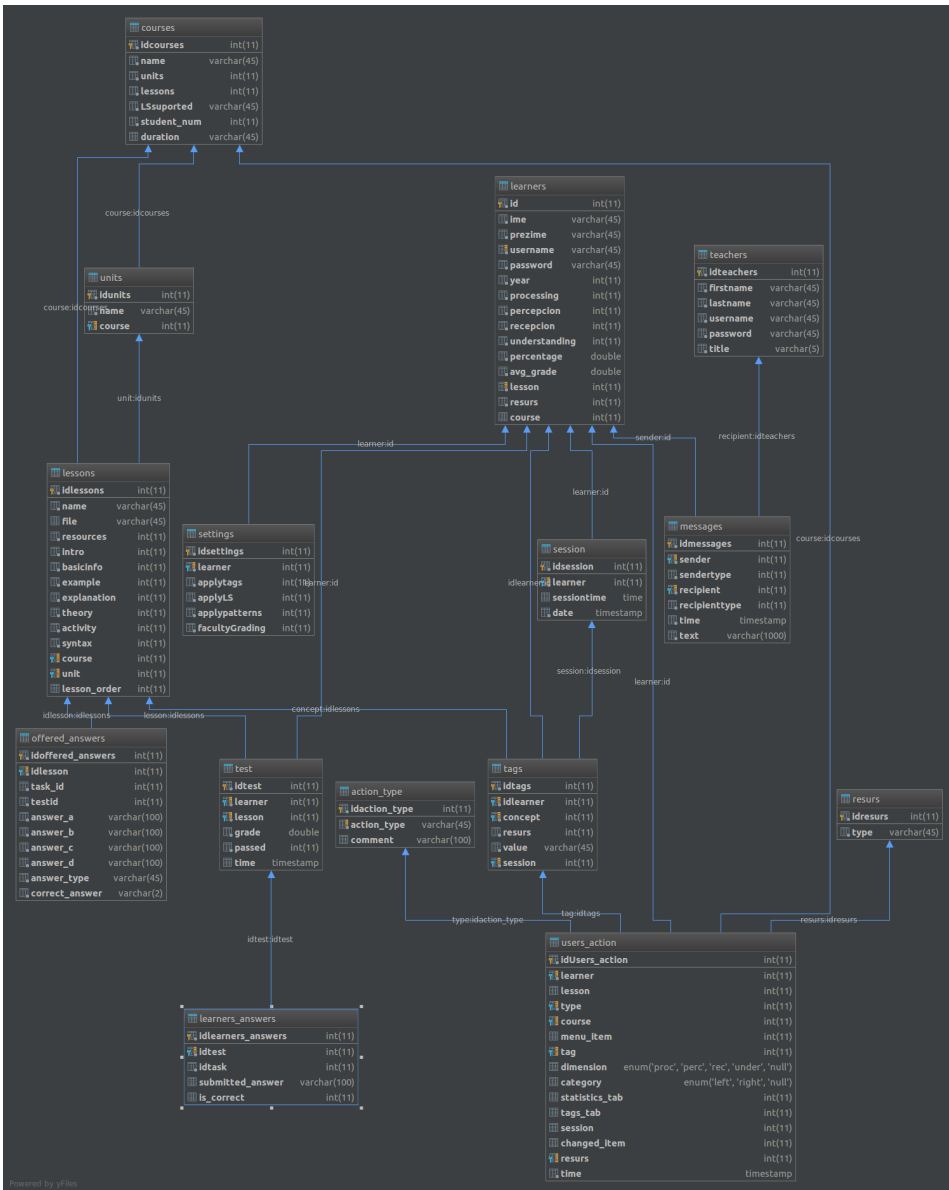 courses
idcourses int(11)
name varchar(45)
units int(11)
lessons int(11)
LSsuported varchar(45)
student_num int(11)
duration varchar(45)
learners
id int(11)
ime varchar(45)
prezime varchar(45)
username varchar(45)
password varchar(45)
year int(11)
processing int(11)
percepcion int(11)
recepcion int(11)
understanding int(11)
percentage double
avg_grade double
lesson int(11)
resurs int(11)
course int(11)
teachers
idteachers int(11)
firstname varchar(45)
lastname varchar(45)
username varchar(45)
password varchar(45)
title varchar(5)
course:idcourses
units
idunits int(11)
name varchar(45)
course int(11)
course:idcourses
unit:idunits
learner:id
sender:id
recipient:idteachers
lessons
idlessons int(11)
name varchar(45)
file varchar(45)
resources int(11)
intro int(11)
basicInfo int(11)
example int(11)
explanation int(11)
theory int(11)
activity int(11)
syntax int(11)
course int(11)
unit int(11)
lesson_order int(11)
settings
idsettings int(11)
learner int(11)
applytags int(11)
applyLS int(11)
applypatterns int(11)
facultyGrading int(11)
learner:id
learner:id
session
idsession int(11)
learner int(11)
sessiontime time
date timestamp
idlearner
messages
idmessages int(11)
sender int(11)
sendertype int(11)
recipient int(11)
recipienttype int(11)
time timestamp
text varchar(1000)
course:idcourses
session:idsession
learner:id
idlesson:idlessons
lesson:idlessons
concept:idlessons
offered_answers
idoffered_answers int(11)
idlesson int(11)
task_id int(11)
testid int(11)
answer_a varchar(100)
answer_b varchar(100)
answer_c varchar(100)
answer_d varchar(100)
answer_type varchar(45)
correct_answer varchar(2)
test
idtest int(11)
learner int(11)
lesson int(11)
grade double
passed int(11)
time timestamp
action_type
idaction_type int(11)
action_type varchar(45)
comment varchar(100)
tags
idtags int(11)
idlearner int(11)
concept int(11)
resurs int(11)
value varchar(45)
session int(11)
resurs
idresurs int(11)
type varchar(45)
type:idaction_type
tag:idtags
resurs:idresurs
idtest:idtest
learners_answers
idlearners_answers int(11)
idtest int(11)
idtask int(11)
submitted_answer varchar(100)
is_correct int(11)
users_action
idUsers_action int(11)
learner int(11)
lesson int(11)
type int(11)
course int(11)
menu_item int(11)
tag int(11)
dimension enum('proc', 'perc', 'rec', 'under', 'null')
category enum('left', 'right', 'null')
statistics_tab int(11)
tags_tab int(11)
session int(11)
changed_item int(11)
resurs int(11)
time timestamp
Powered by yFiles